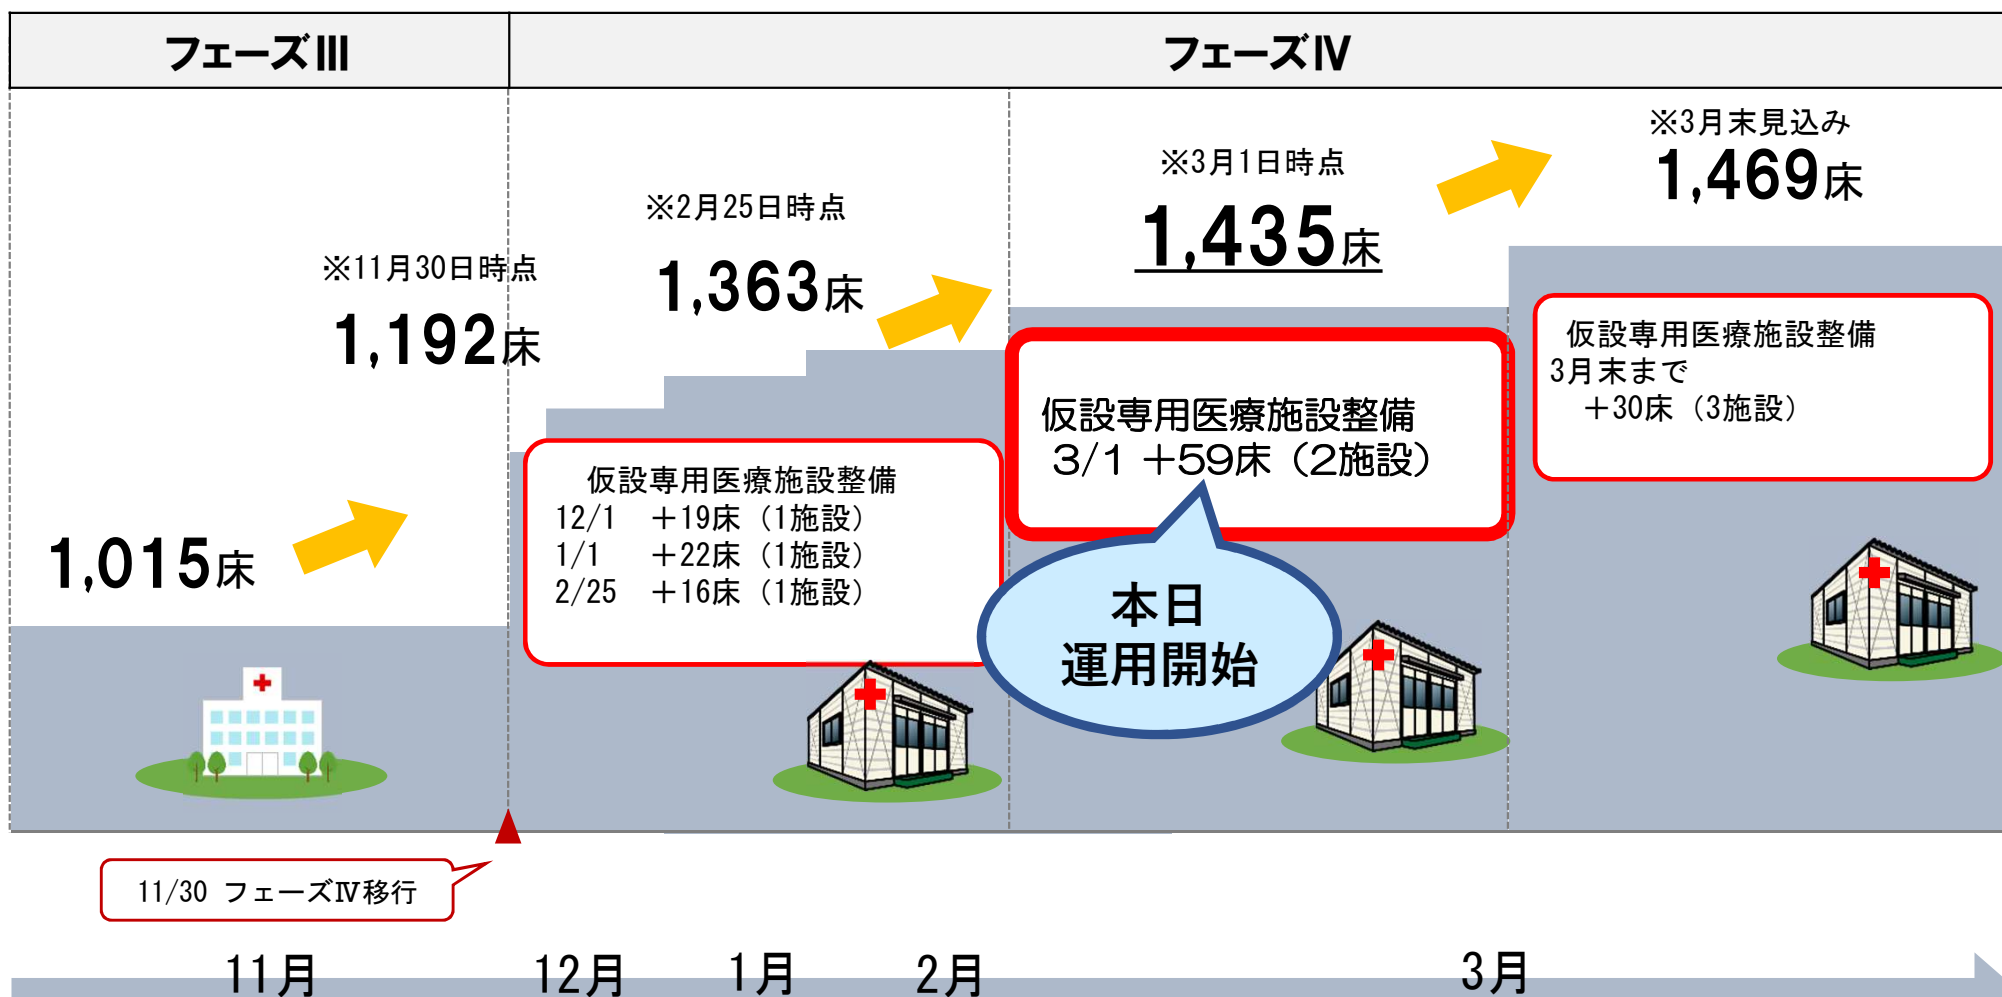 フェーズⅢ
フェーズⅣ
1,015床
※11月30日時点
1,192床
※2月25日時点
1,363床
※3月1日時点
1,435床
※3月末見込み
1,469床
仮設専用医療施設整備
12/1 +19床（1施設）
1/1 +22床（1施設）
2/25 +16床（1施設）
仮設専用医療施設整備
3/1 +59床（2施設）
仮設専用医療施設整備
3月末まで
+30床（3施設）
本日
運用開始
11/30 フェーズⅣ移行
11月
12月
1月
2月
3月